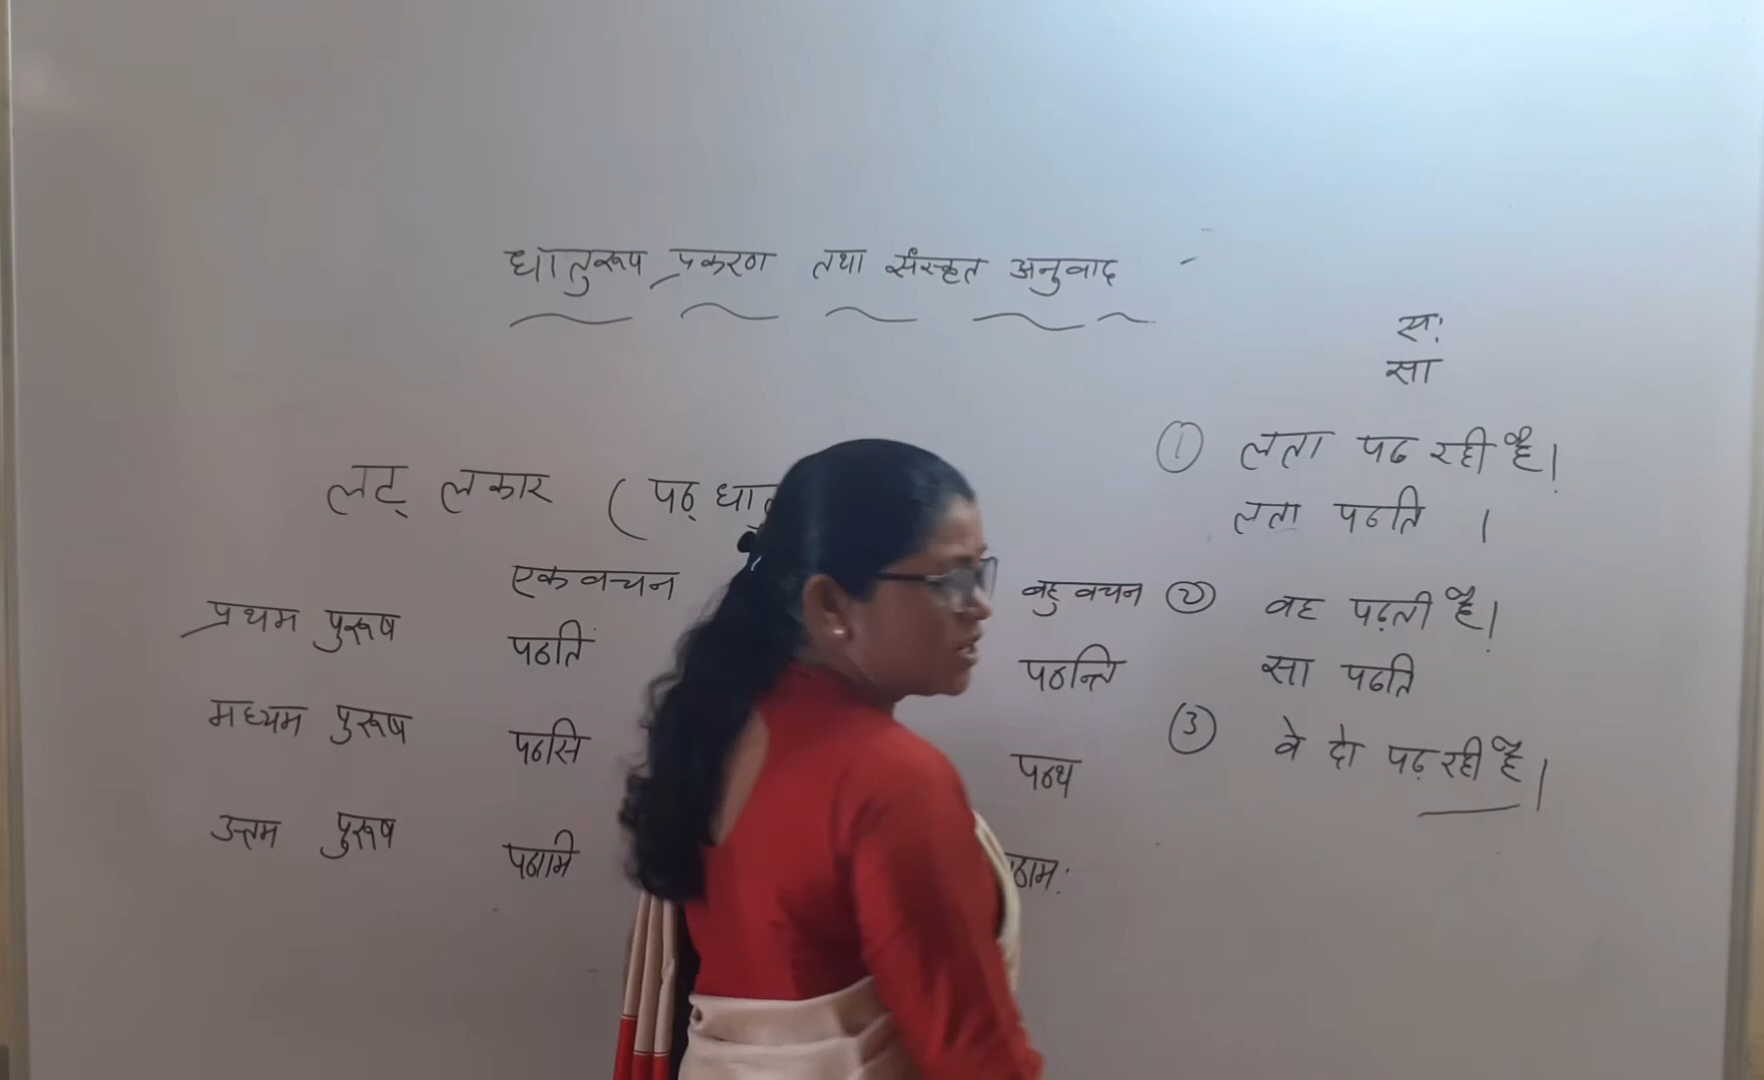 धातुरूप प्रकरण तथा संस्कृत अनुवाद -
लट् लकार ( पठ् धातु
एकवचन बहुवचन
प्रथम पुरूष पठति पठन्ति
मध्यम पुरूष पठसि पठथ
उत्तम पुरूष पठामि ठामः
सः
सा
① लता पढ रही है।
लता पठति ।
② वह पढ़ती है।
सा पठति
③ वे दो पढ़ रही है।